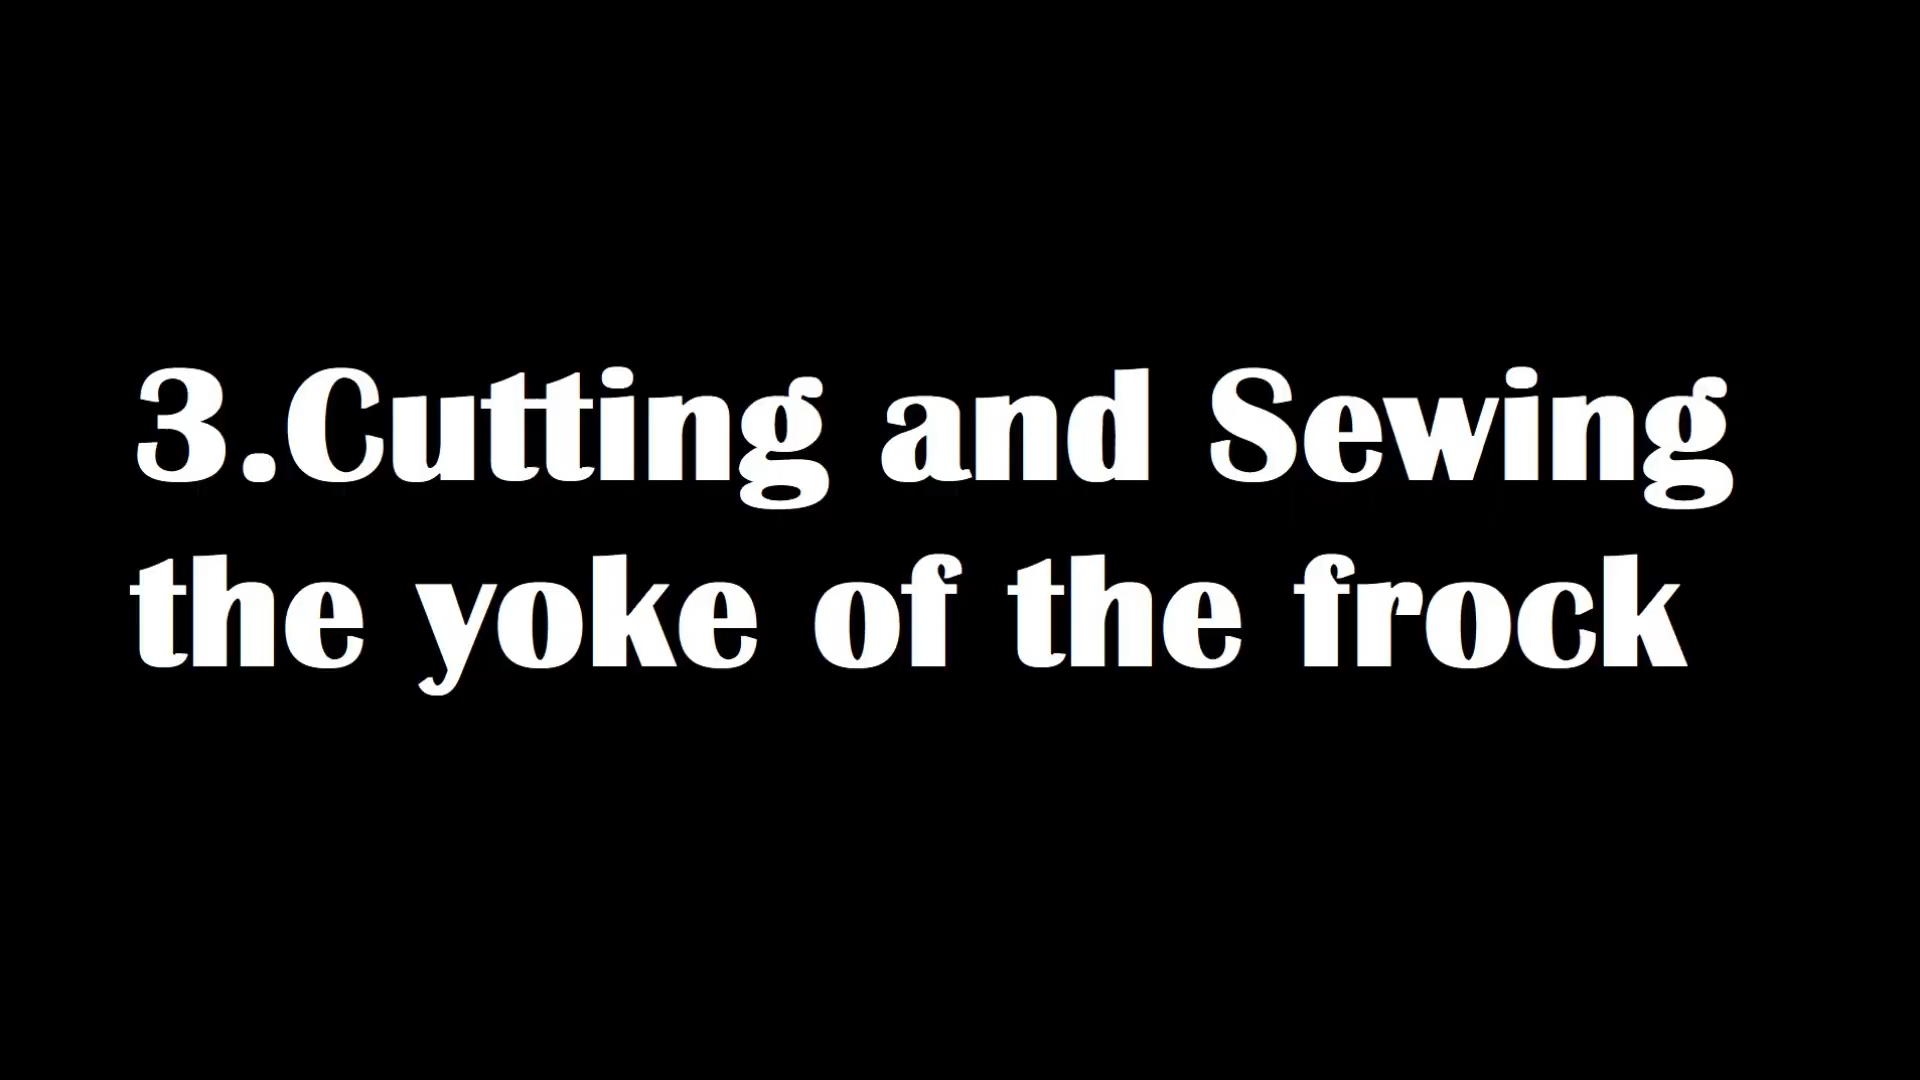 3.Cutting and Sewing
the yoke of the frock